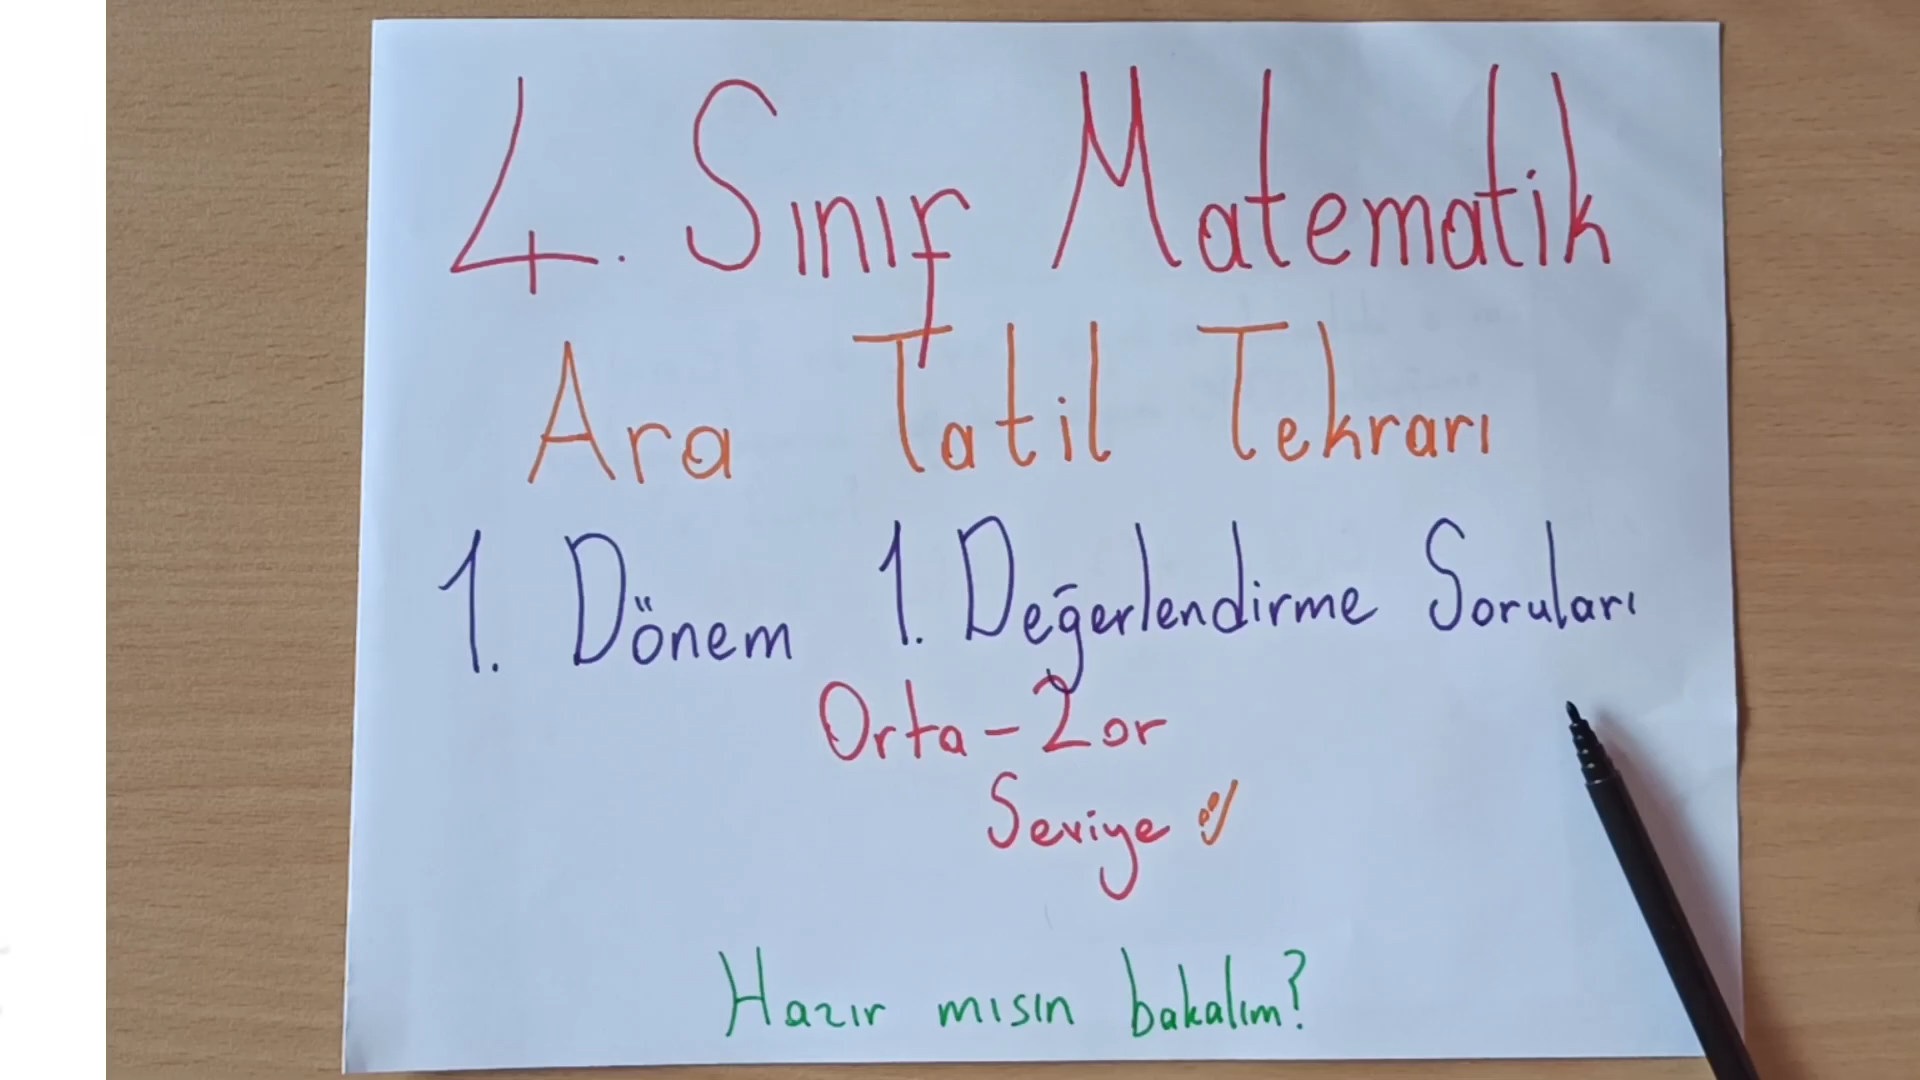 4. Sınıf Matematik
Ara Tatil Tekrarı
1. Dönem 1. Değerlendirme Soruları
Orta - Zor
Seviye
Hazır mısın bakalım?